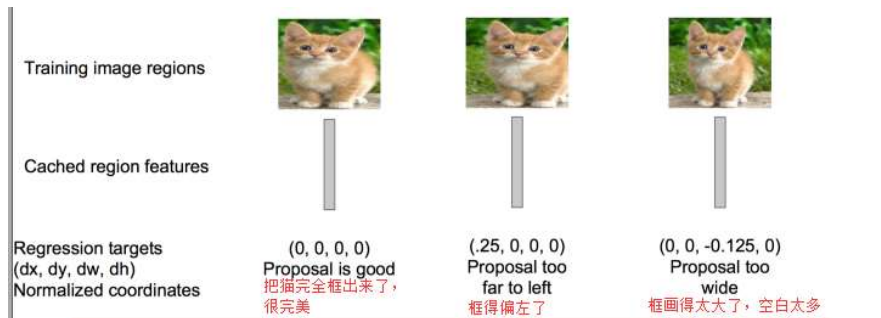 Training image regions
Cached region features
Regression targets
(dx, dy, dw, dh)
Normalized coordinates
(0, 0, 0, 0)
Proposal is good
把猫完全框出来了，
很完美
(.25, 0, 0, 0)
Proposal too
far to left
框得偏左了
(0, 0, -0.125, 0)
Proposal too
wide
框画得太大了，空白太多